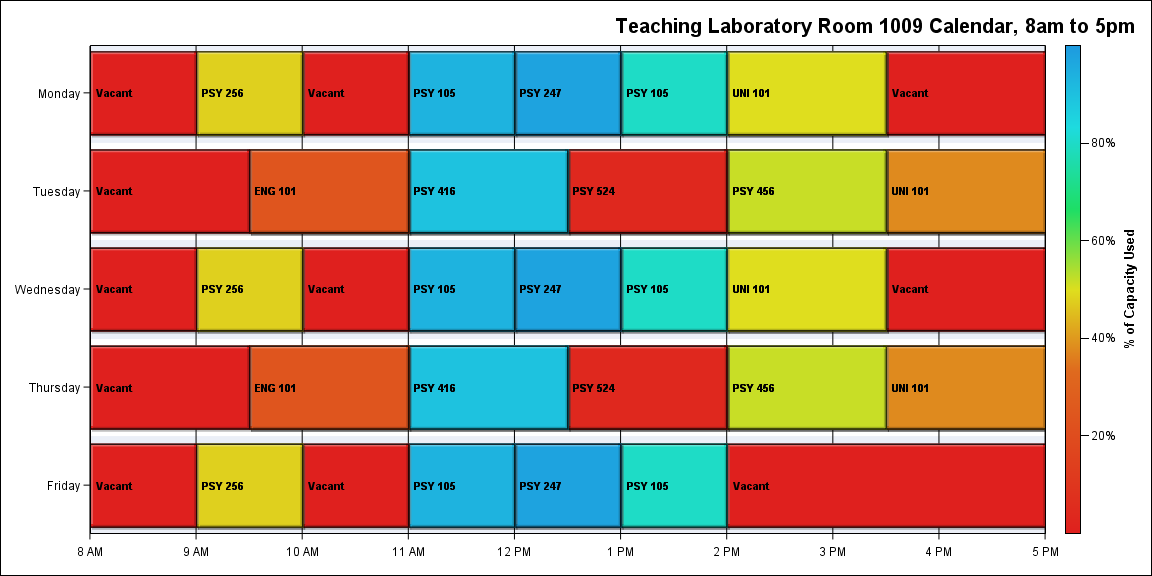 Teaching Laboratory Room 1009 Calendar, 8am to 5pm
Monday
Vacant
PSY 256
Vacant
PSY 105
PSY 247
PSY 105
UNI 101
Vacant
Tuesday
Vacant
ENG 101
PSY 416
PSY 524
PSY 456
UNI 101
Wednesday
Vacant
PSY 256
Vacant
PSY 105
PSY 247
PSY 105
UNI 101
Vacant
Thursday
Vacant
ENG 101
PSY 416
PSY 524
PSY 456
UNI 101
Friday
Vacant
PSY 256
Vacant
PSY 105
PSY 247
PSY 105
Vacant
8 AM
9 AM
10 AM
11 AM
12 PM
1 PM
2 PM
3 PM
4 PM
5 PM
80%
60%
40%
20%
% of Capacity Used